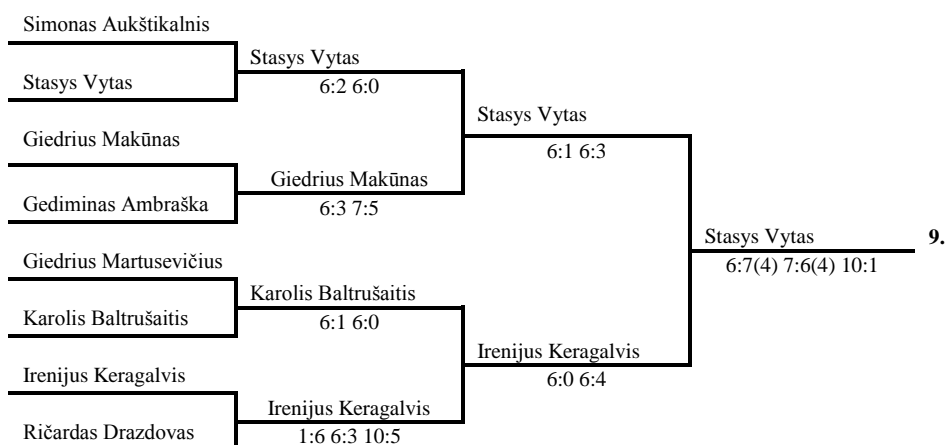 Simonas Aukštikalnis
Stasys Vytas
6:2 6:0
Stasys Vytas
Stasys Vytas
6:1 6:3
Giedrius Makūnas
Giedrius Makūnas
6:3 7:5
Gediminas Ambraška
Stasys Vytas
9.
6:7(4) 7:6(4) 10:1
Giedrius Martusevičius
Karolis Baltrušaitis
6:1 6:0
Karolis Baltrušaitis
Irenijus Keragalvis
6:0 6:4
Irenijus Keragalvis
Irenijus Keragalvis
1:6 6:3 10:5
Ričardas Drazdovas